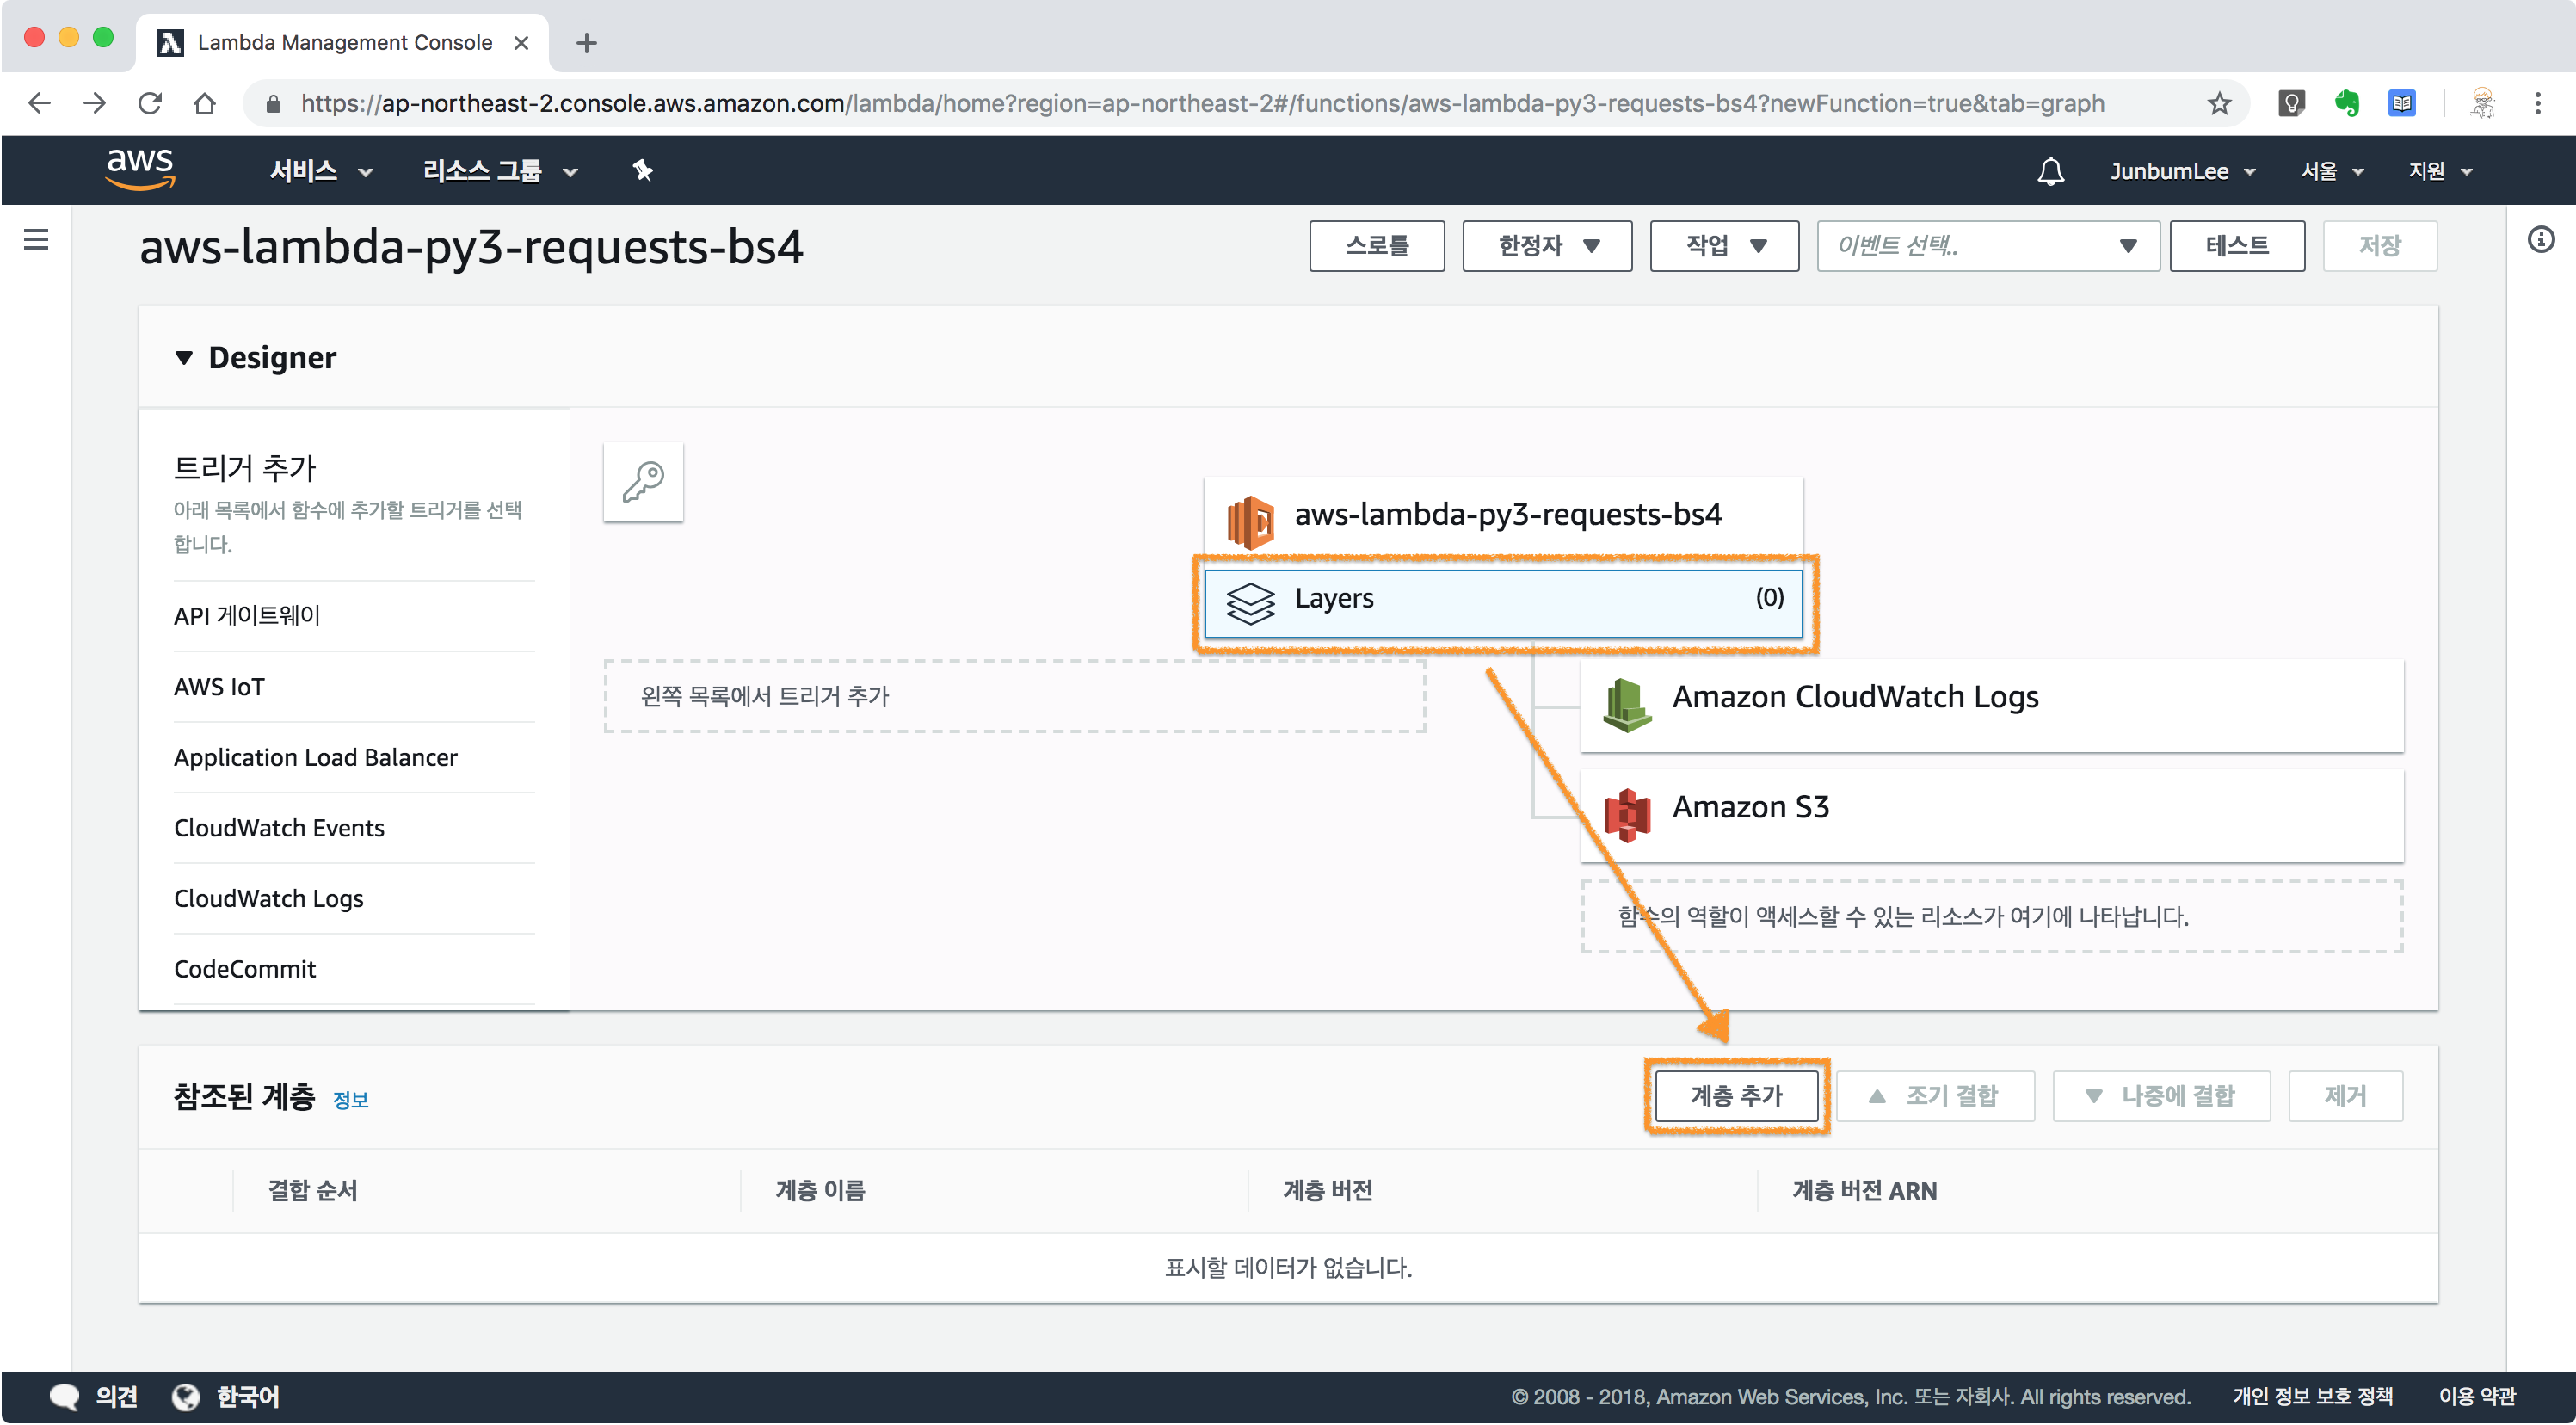 Lambda Management Console
https://ap-northeast-2.console.aws.amazon.com/lambda/home?region=ap-northeast-2#/functions/aws-lambda-py3-requests-bs4?newFunction=true&tab=graph
aws 서비스 리소스 그룹 JunbumLee 서울 지원
aws-lambda-py3-requests-bs4 스로틀 한정자 작업 이벤트 선택.. 테스트 저장
Designer
트리거 추가
아래 목록에서 함수에 추가할 트리거를 선택
합니다.
API 게이트웨이
AWS IoT
Application Load Balancer
CloudWatch Events
CloudWatch Logs
CodeCommit
aws-lambda-py3-requests-bs4
Layers (0)
왼쪽 목록에서 트리거 추가
Amazon CloudWatch Logs
Amazon S3
함수의 역할이 액세스할 수 있는 리소스가 여기에 나타납니다.
참조된 계층 정보 계층 추가 조기 결합 나중에 결합 제거
결합 순서 계층 이름 계층 버전 계층 버전 ARN
표시할 데이터가 없습니다.
의견 한국어 © 2008 - 2018, Amazon Web Services, Inc. 또는 자회사. All rights reserved. 개인 정보 보호 정책 이용 약관